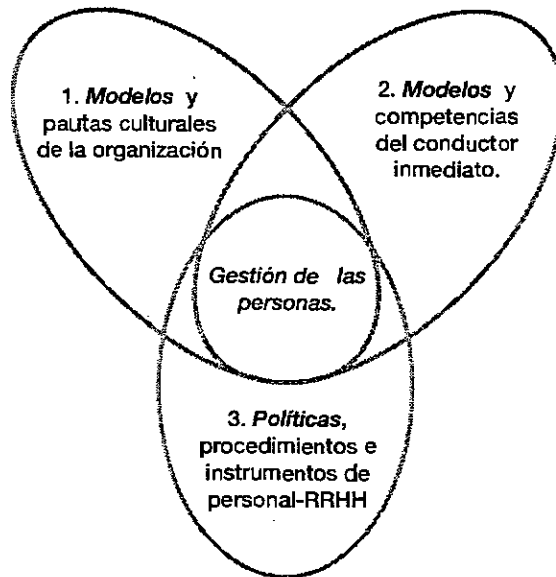 1. Modelos y
pautas culturales
de la organización
2. Modelos y
competencias
del conductor
inmediato.
Gestión de las
personas.
3. Políticas,
procedimientos e
instrumentos de
personal-RRHH